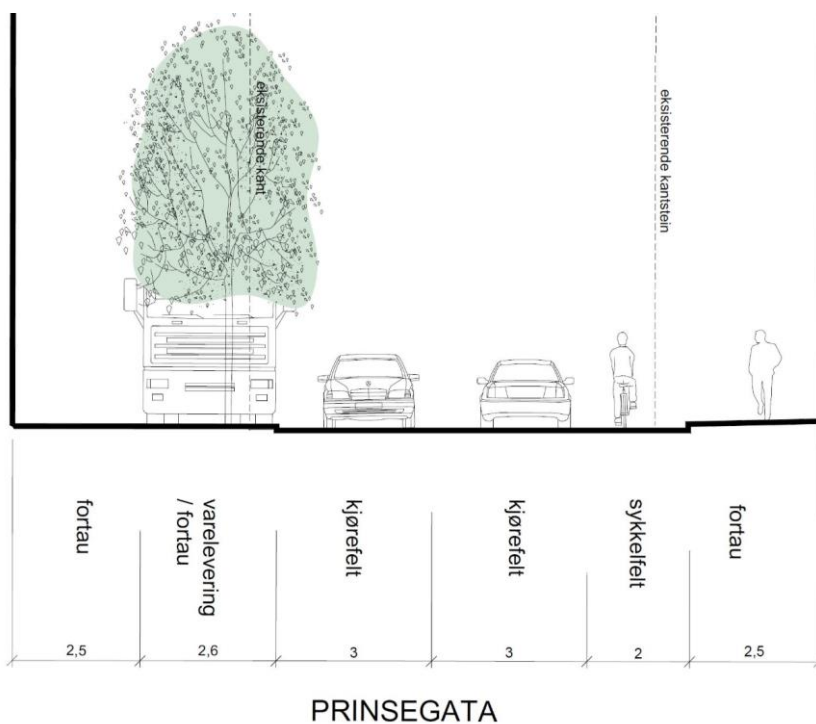 eksisterende kant
eksisterende kantstein
fortau
varelevering
/ fortau
kjørefelt
kjørefelt
sykkelfelt
fortau
2,5
2,6
3
3
2
2,5
PRINSEGATA